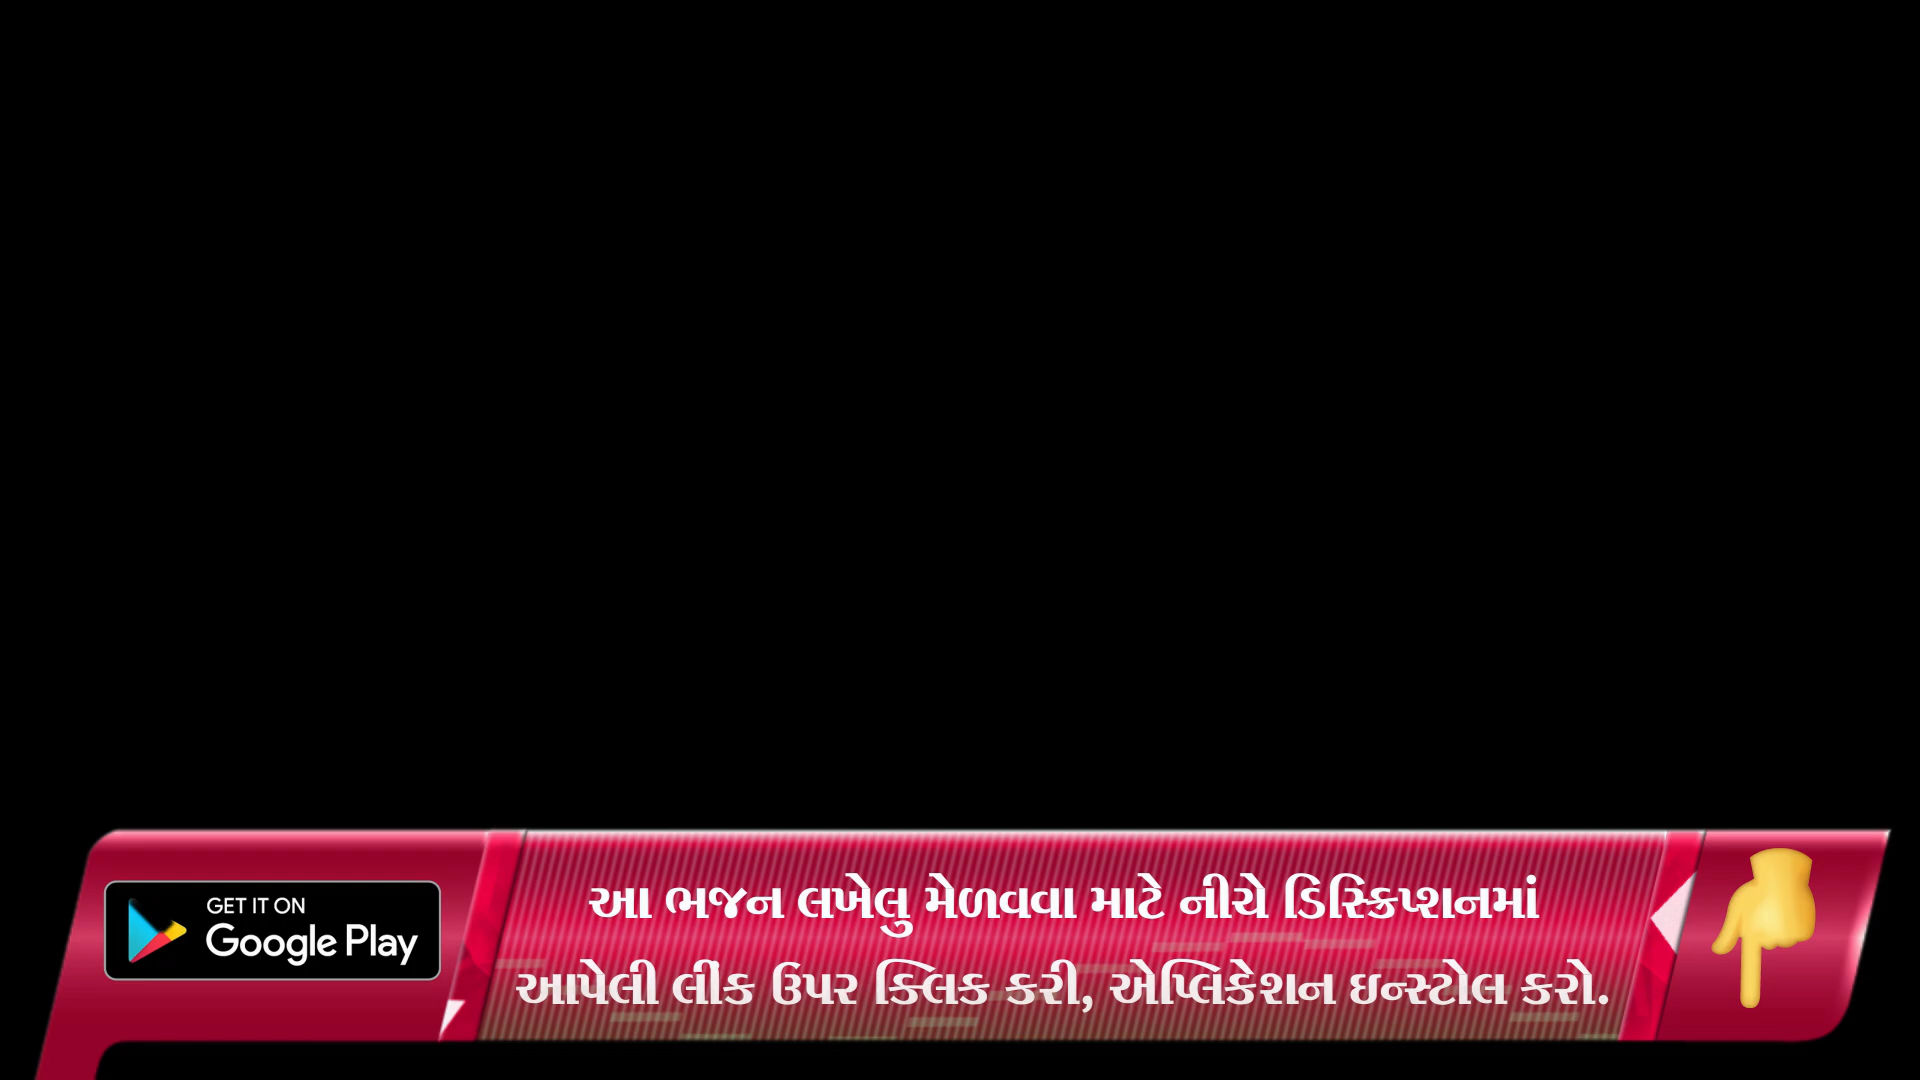 GET IT ON
Google Play
આ ભજન લખેલુ મેળવવા માટે નીચે ડિસ્ક્રિપ્શનમાં
આપેલી લીંક ઉપર ક્લિક કરી, એપ્લિકેશન ઇન્સ્ટોલ કરો.